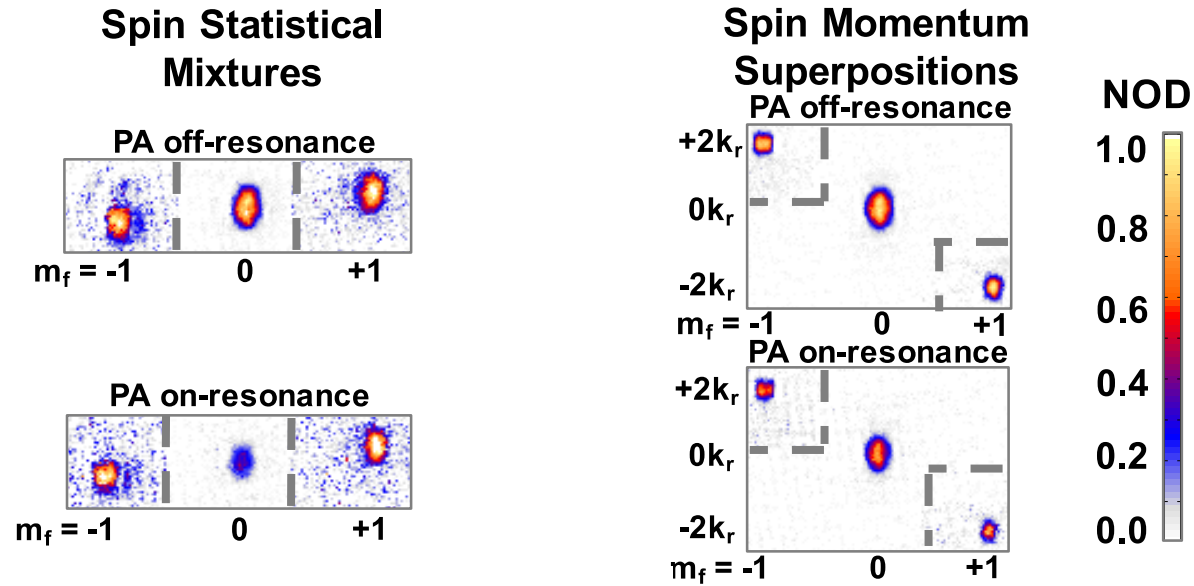 Spin Statistical
Mixtures
PA off-resonance
m_f = -1 0 +1
PA on-resonance
m_f = -1 0 +1
Spin Momentum
Superpositions
PA off-resonance
+2k_r
0k_r
-2k_r
m_f = -1 0 +1
PA on-resonance
+2k_r
0k_r
-2k_r
m_f = -1 0 +1
NOD
1.0
0.8
0.6
0.4
0.2
0.0